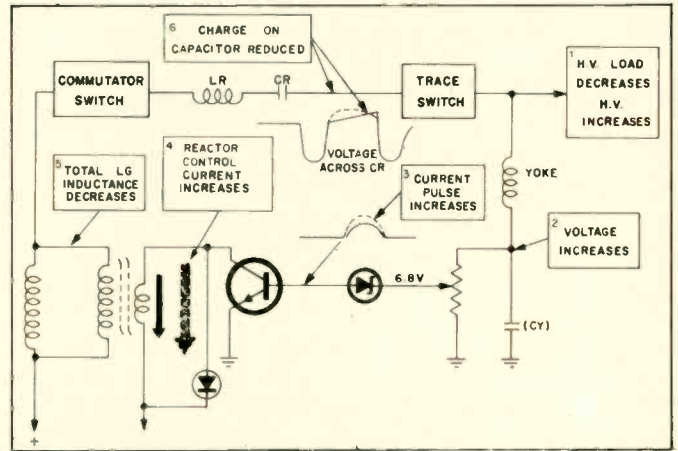 6 CHARGE ON
CAPACITOR REDUCED
COMMUTATOR
SWITCH
LR
CR
TRACE
SWITCH
1
H.V. LOAD
DECREASES
H.V.
INCREASES
5
TOTAL LG
INDUCTANCE
DECREASES
4 REACTOR
CONTROL
CURRENT
INCREASES
VOLTAGE
ACROSS CR
3 CURRENT
PULSE
INCREASES
YOKE
2 VOLTAGE
INCREASES
6.8V
(CY)
+